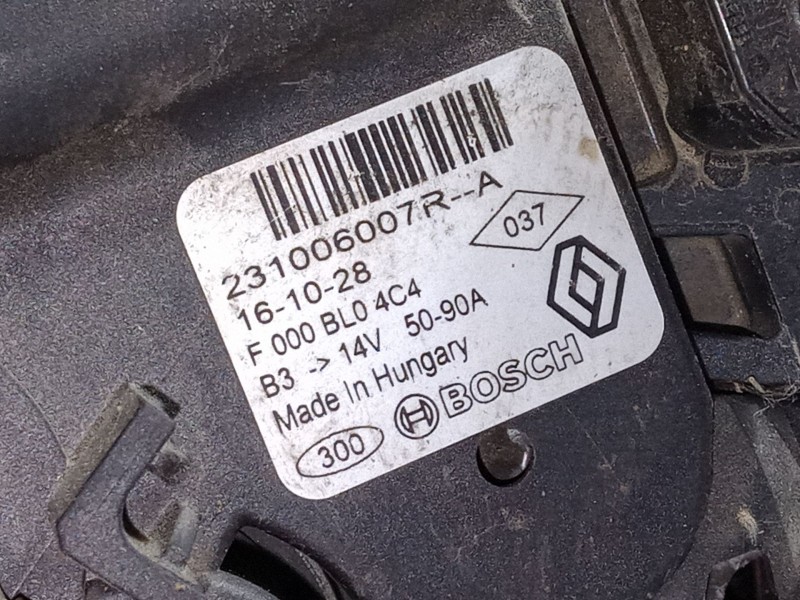 231006007R--A
037
16-10-28
F 000 BL0 4C4
B3 -> 14V 50-90A
Made In Hungary
300 BOSCH